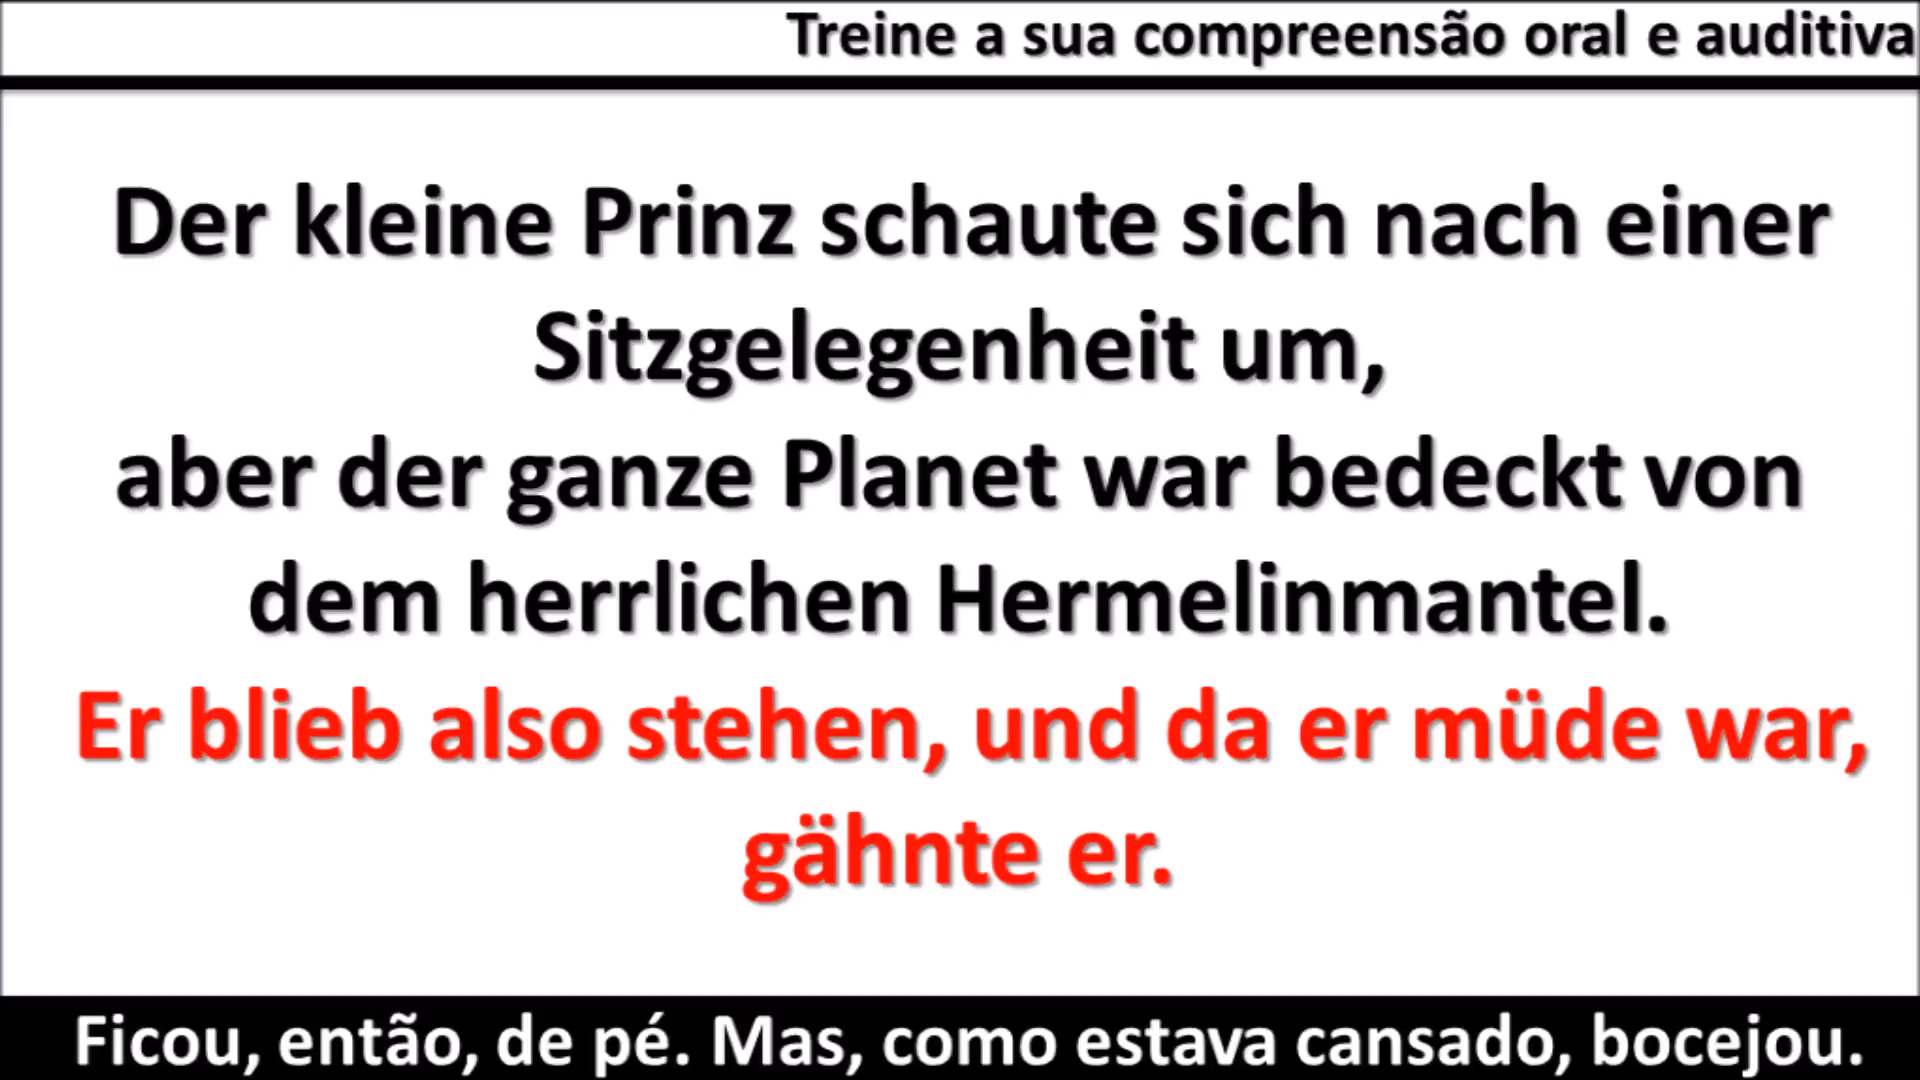 Treine a sua compreensão oral e auditiva
Der kleine Prinz schaute sich nach einer
Sitzgelegenheit um,
aber der ganze Planet war bedeckt von
dem herrlichen Hermelinmantel.
Er blieb also stehen, und da er müde war,
gähnte er.
Ficou, então, de pé. Mas, como estava cansado, bocejou.